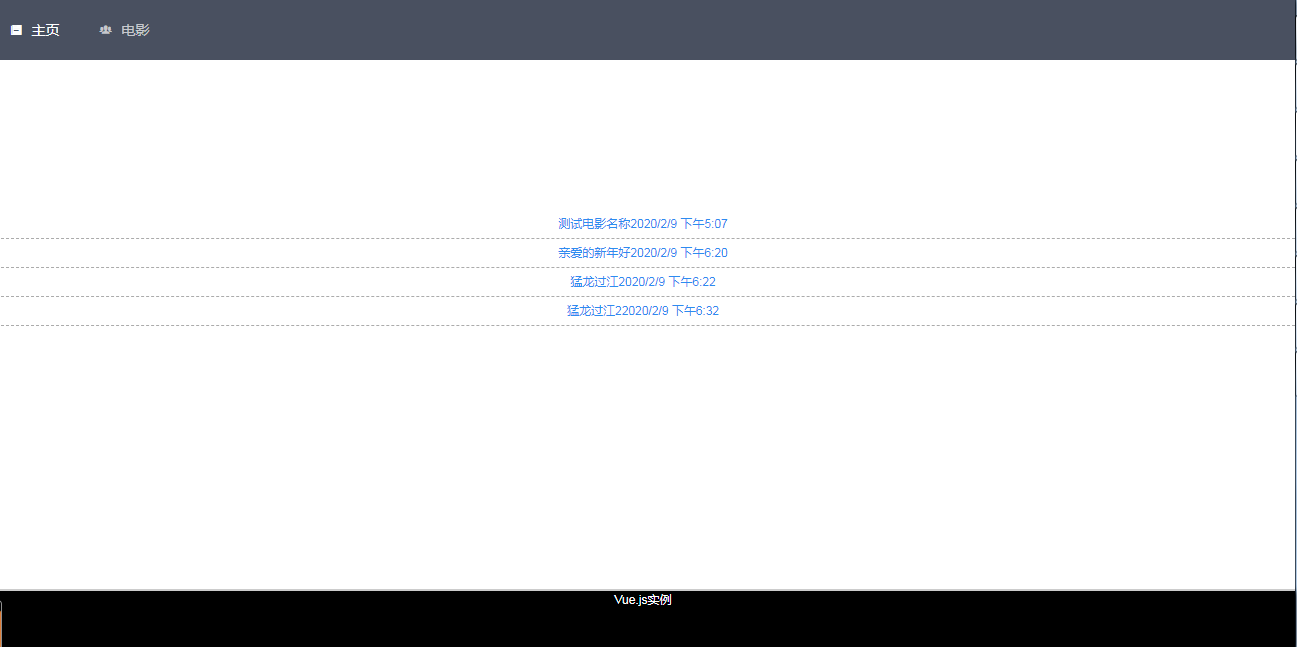 主页 电影
测试电影名称2020/2/9 下午5:07
亲爱的新年好2020/2/9 下午6:20
猛龙过江2020/2/9 下午6:22
猛龙过江22020/2/9 下午6:32
Vue.js实例